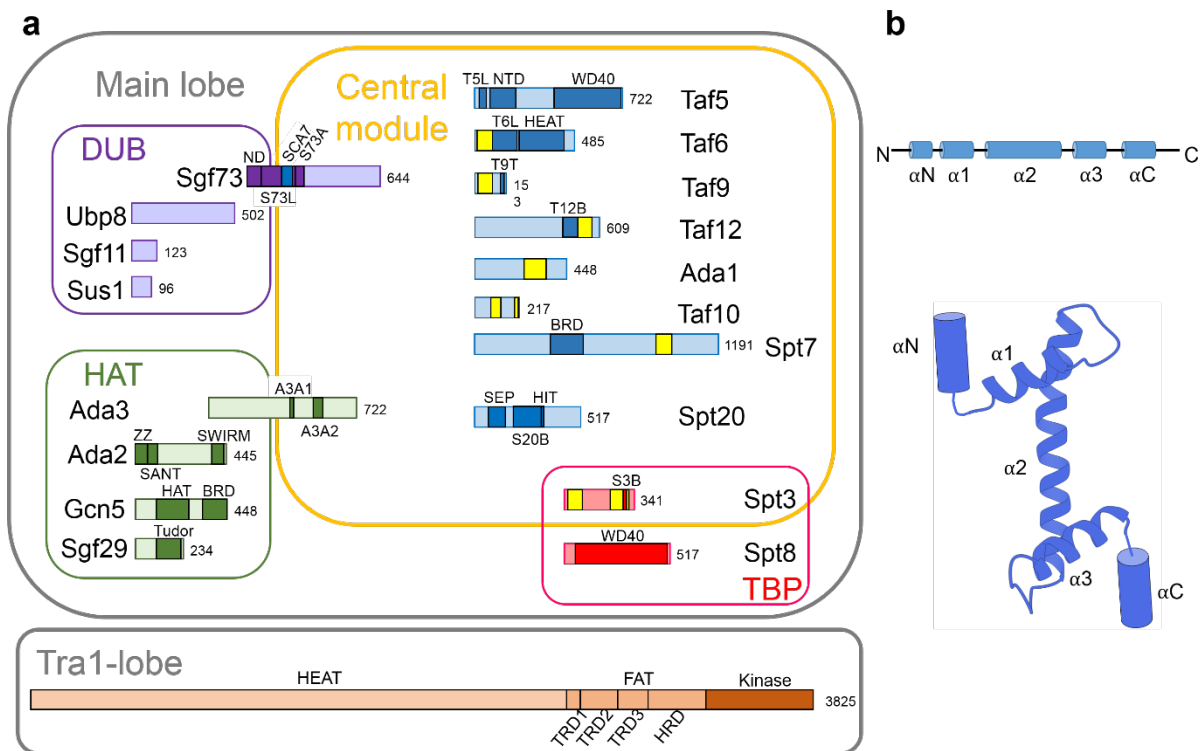 a
b
Main lobe
Central
module
DUB
ND
SCA7
S73A
Sgf73
644
S73L
Ubp8
502
Sgf11
123
Sus1
96
T5L NTD WD40
722
Taf5
T6L HEAT
485
Taf6
T9T
15
3
Taf9
T12B
609
Taf12
448
Ada1
217
Taf10
BRD
1191
Spt7
SEP HIT
517
Spt20
S20B
HAT
A3A1
Ada3
722
A3A2
ZZ SWIRM
Ada2
445
SANT
HAT BRD
Gcn5
448
Tudor
Sgf29
234
S3B
341
Spt3
WD40
517
Spt8
TBP
Tra1-lobe
HEAT FAT Kinase
3825
TRD1 TRD2 TRD3 HRD
N C
αN α1 α2 α3 αC
αN
α1
α2
α3
αC